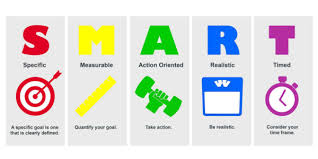 S M A R T
Specific Measurable Action Oriented Realistic Timed
A specific goal is one
that is clearly defined.
Quantify your goal.
Take action.
Be realistic.
Consider your
time frame.